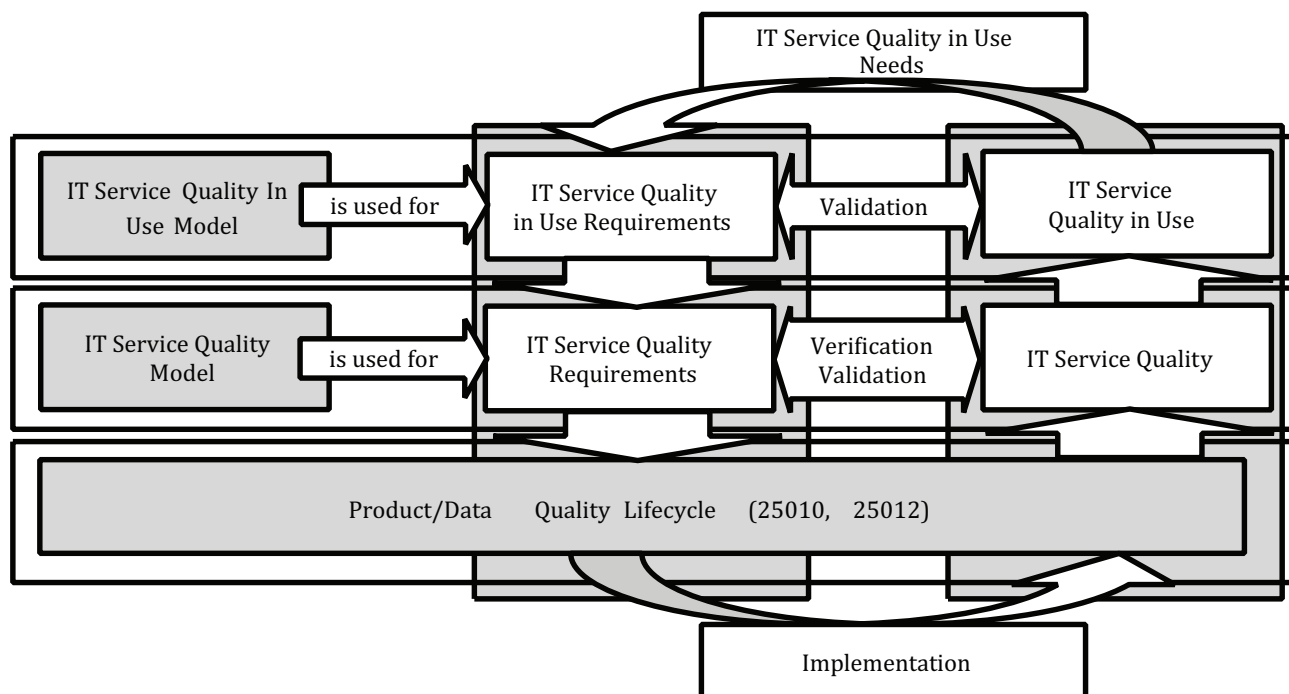 IT Service Quality in Use
Needs
IT Service Quality In
Use Model
is used for
IT Service Quality
in Use Requirements
Validation
IT Service
Quality in Use
IT Service Quality
Model
is used for
IT Service Quality
Requirements
Verification
Validation
IT Service Quality
Product/Data Quality Lifecycle (25010, 25012)
Implementation